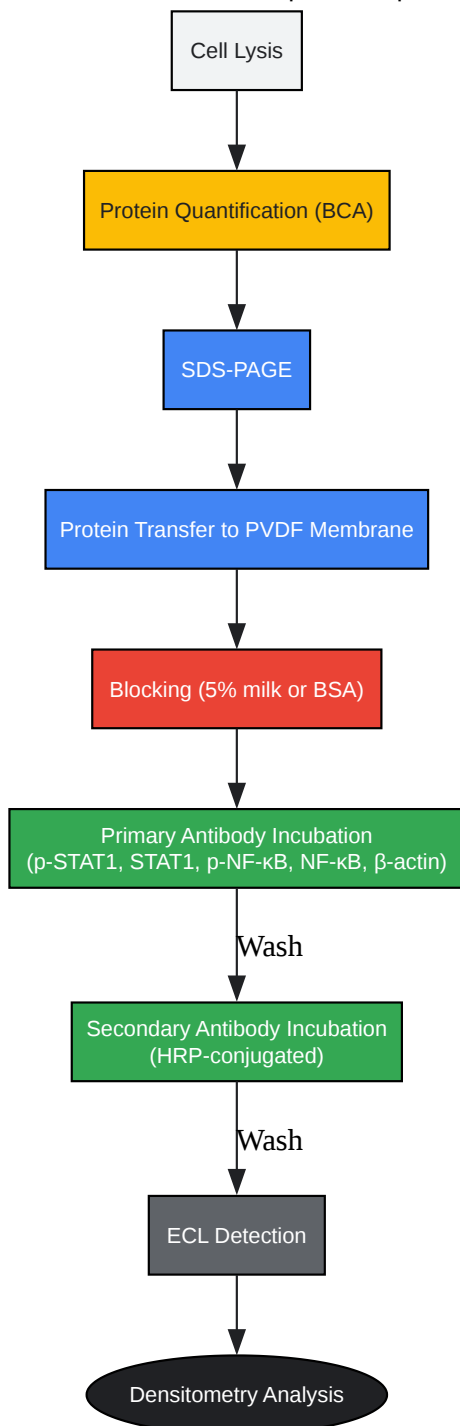 Cell Lysis
Protein Quantification (BCA)
SDS-PAGE
Protein Transfer to PVDF Membrane
Blocking (5% milk or BSA)
Primary Antibody Incubation
(p-STAT1, STAT1, p-NF-κB, NF-κB, β-actin)
Wash
Secondary Antibody Incubation
(HRP-conjugated)
Wash
ECL Detection
Densitometry Analysis